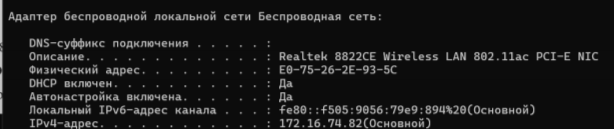 Адаптер беспроводной локальной сети Беспроводная сеть:
DNS-суффикс подключения . . . . . :
Описание. . . . . . . . . . . . . : Realtek 8822CE Wireless LAN 802.11ac PCI-E NIC
Физический адрес. . . . . . . . . : E0-75-26-2E-93-5C
DHCP включен. . . . . . . . . . . : Да
Автонастройка включена. . . . . . : Да
Локальный IPv6-адрес канала . . . : fe80::f505:9056:79e9:894%20(Основной)
IPv4-адрес. . . . . . . . . . . . : 172.16.74.82(Основной)